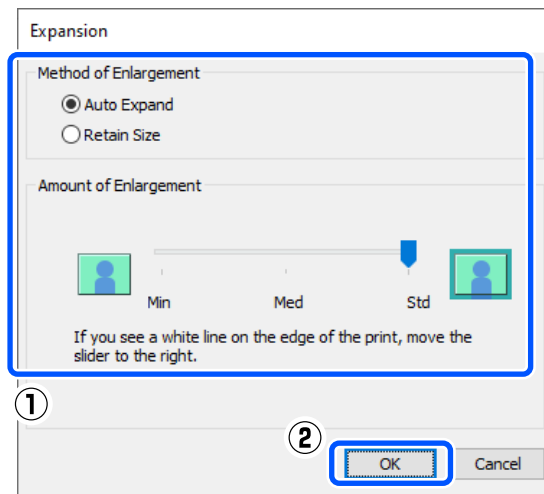 Expansion
Method of Enlargement
Auto Expand
Retain Size
Amount of Enlargement
Min Med Std
If you see a white line on the edge of the print, move the
slider to the right.
①
②
OK Cancel